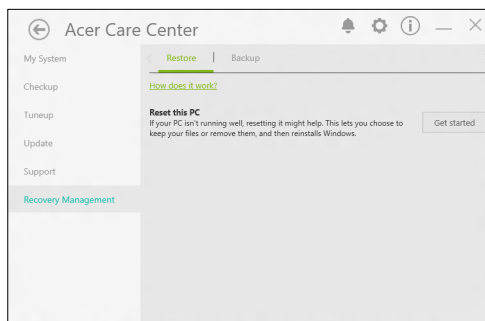 Acer Care Center
My System
Checkup
Tuneup
Update
Support
Recovery Management
Restore
Backup
How does it work?
Reset this PC
If your PC isn't running well, resetting it might help. This lets you choose to
keep your files or remove them, and then reinstalls Windows.
Get started